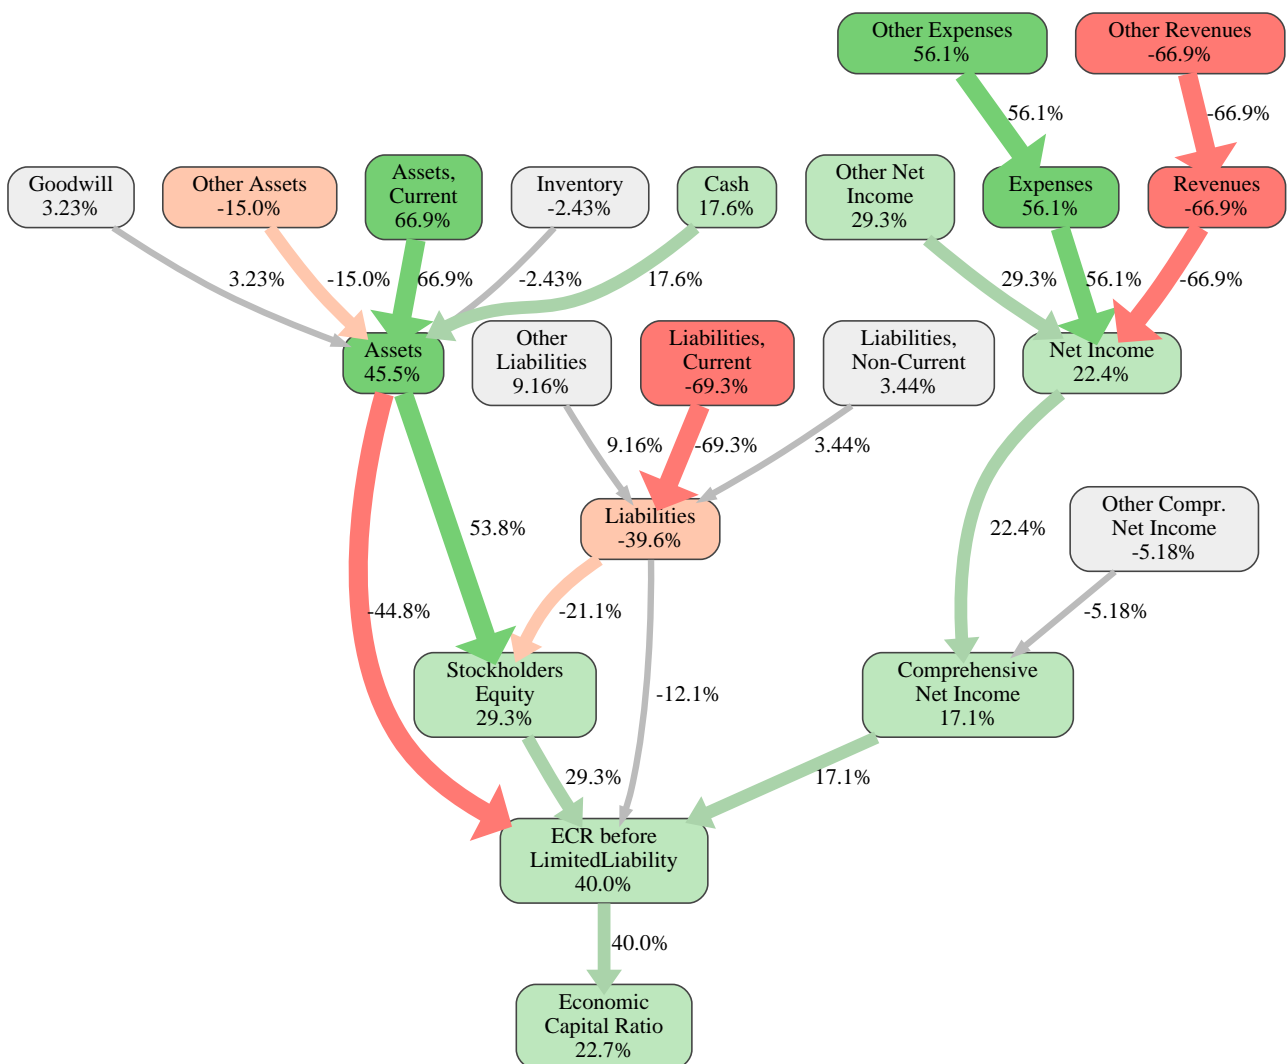 Other Expenses
56.1%
Other Revenues
-66.9%
56.1%
-66.9%
Goodwill
3.23%
Other Assets
-15.0%
Assets,
Current
66.9%
Inventory
-2.43%
Cash
17.6%
Other Net
Income
29.3%
Expenses
56.1%
Revenues
-66.9%
3.23%
-15.0%
66.9%
-2.43%
17.6%
29.3%
56.1%
-66.9%
Assets
45.5%
Other
Liabilities
9.16%
Liabilities,
Current
-69.3%
Liabilities,
Non-Current
3.44%
Net Income
22.4%
9.16%
-69.3%
3.44%
Liabilities
-39.6%
Other Compr.
Net Income
-5.18%
53.8%
22.4%
-44.8%
-21.1%
-5.18%
Stockholders
Equity
29.3%
-12.1%
Comprehensive
Net Income
17.1%
29.3%
17.1%
ECR before
LimitedLiability
40.0%
40.0%
Economic
Capital Ratio
22.7%